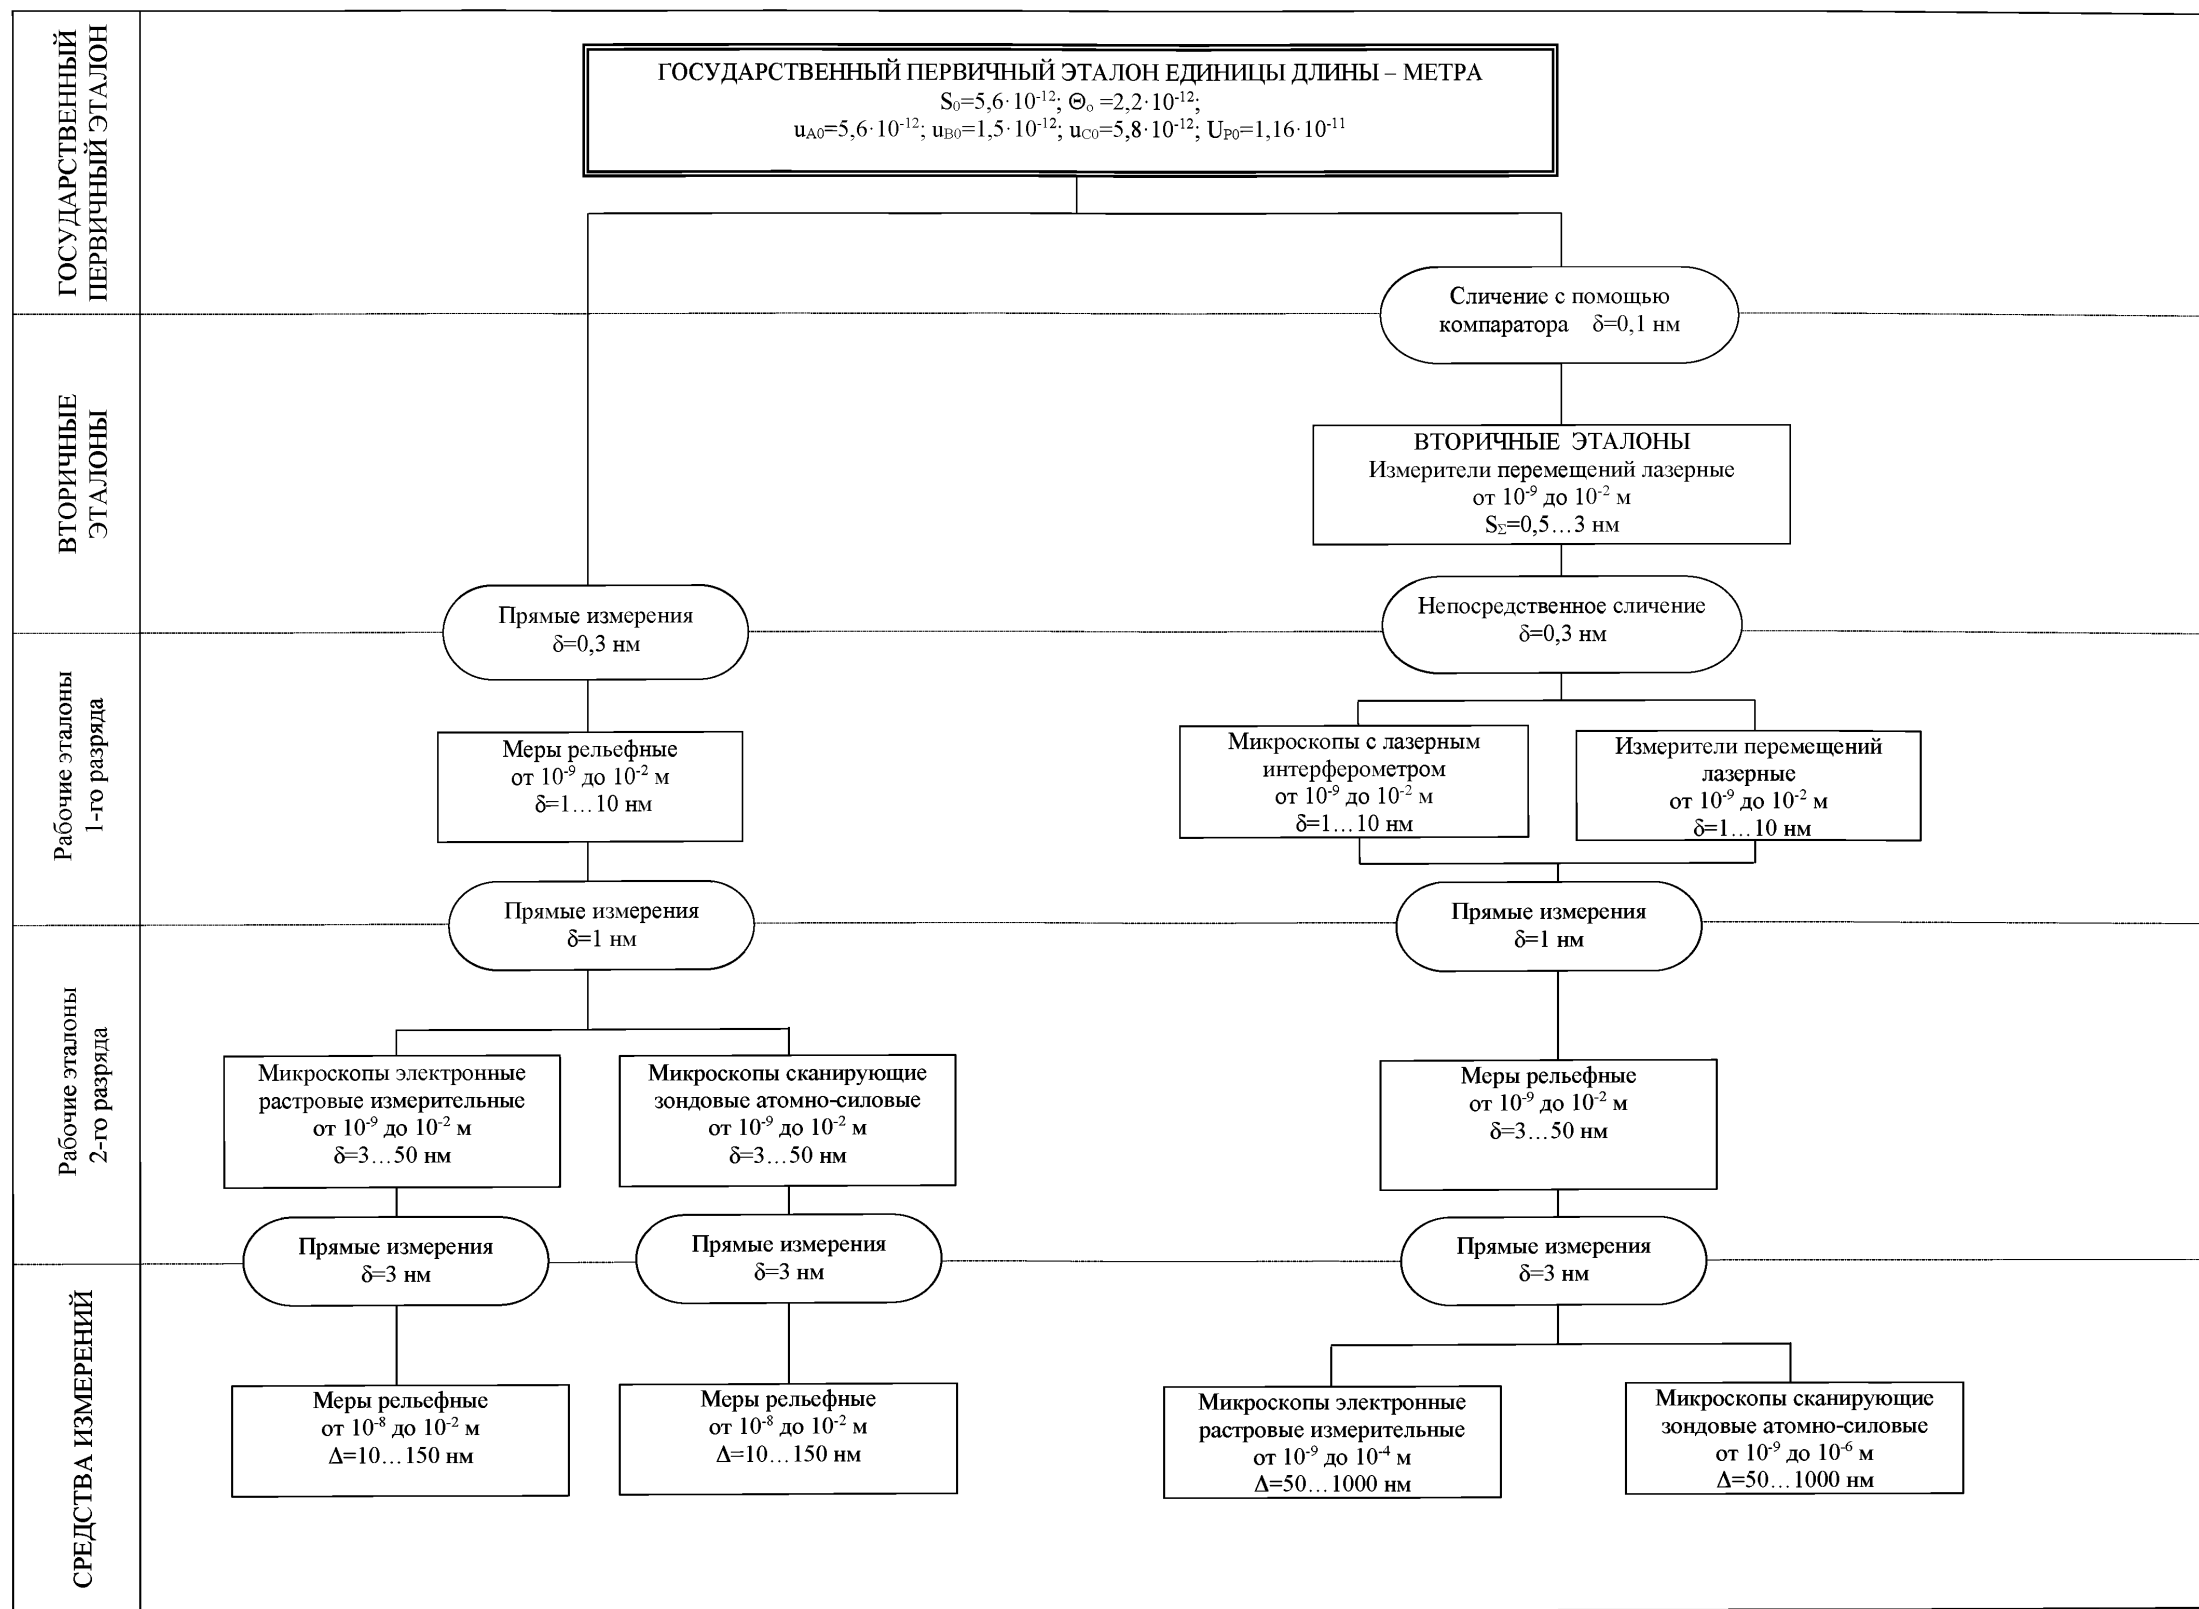 ГОСУДАРСТВЕННЫЙ
ПЕРВИЧНЫЙ ЭТАЛОН
ГОСУДАРСТВЕННЫЙ ПЕРВИЧНЫЙ ЭТАЛОН ЕДИНИЦЫ ДЛИНЫ – МЕТРА
S₀=5,6·10⁻¹²; Θₒ =2,2·10⁻¹²;
u_A0=5,6·10⁻¹²; u_B0=1,5·10⁻¹²; u_C0=5,8·10⁻¹²; U_P0=1,16·10⁻¹¹
Сличение с помощью
компаратора δ=0,1 нм
ВТОРИЧНЫЕ
ЭТАЛОНЫ
ВТОРИЧНЫЕ ЭТАЛОНЫ
Измерители перемещений лазерные
от 10⁻⁹ до 10⁻² м
S_Σ=0,5…3 нм
Прямые измерения
δ=0,3 нм
Непосредственное сличение
δ=0,3 нм
Рабочие эталоны
1-го разряда
Меры рельефные
от 10⁻⁹ до 10⁻² м
δ=1…10 нм
Микроскопы с лазерным
интерферометром
от 10⁻⁹ до 10⁻² м
δ=1…10 нм
Измерители перемещений
лазерные
от 10⁻⁹ до 10⁻² м
δ=1…10 нм
Прямые измерения
δ=1 нм
Прямые измерения
δ=1 нм
Рабочие эталоны
2-го разряда
Микроскопы электронные
растровые измерительные
от 10⁻⁹ до 10⁻² м
δ=3…50 нм
Микроскопы сканирующие
зондовые атомно-силовые
от 10⁻⁹ до 10⁻² м
δ=3…50 нм
Меры рельефные
от 10⁻⁹ до 10⁻² м
δ=3…50 нм
Прямые измерения
δ=3 нм
Прямые измерения
δ=3 нм
Прямые измерения
δ=3 нм
СРЕДСТВА ИЗМЕРЕНИЙ
Меры рельефные
от 10⁻⁸ до 10⁻² м
Δ=10…150 нм
Меры рельефные
от 10⁻⁸ до 10⁻² м
Δ=10…150 нм
Микроскопы электронные
растровые измерительные
от 10⁻⁹ до 10⁻⁴ м
Δ=50…1000 нм
Микроскопы сканирующие
зондовые атомно-силовые
от 10⁻⁹ до 10⁻⁶ м
Δ=50…1000 нм